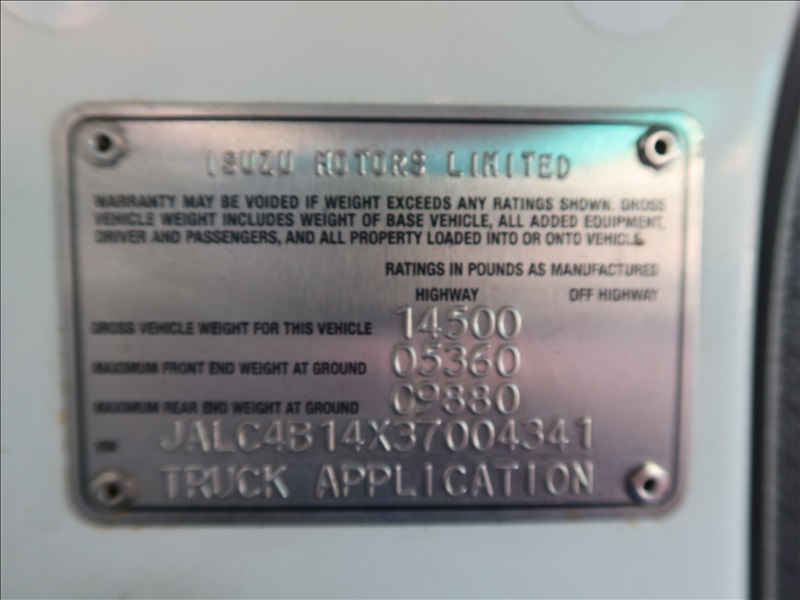 ISUZU MOTORS LIMITED
WARRANTY MAY BE VOIDED IF WEIGHT EXCEEDS ANY RATINGS SHOWN. GROSS
VEHICLE WEIGHT INCLUDES WEIGHT OF BASE VEHICLE, ALL ADDED EQUIPMENT,
DRIVER AND PASSENGERS, AND ALL PROPERTY LOADED INTO OR ONTO VEHICLE.
RATINGS IN POUNDS AS MANUFACTURED
HIGHWAY OFF HIGHWAY
GROSS VEHICLE WEIGHT FOR THIS VEHICLE 14500
MAXIMUM FRONT END WEIGHT AT GROUND 05360
MAXIMUM REAR END WEIGHT AT GROUND 09880
VIN JALC4B14X37004341
TRUCK APPLICATION